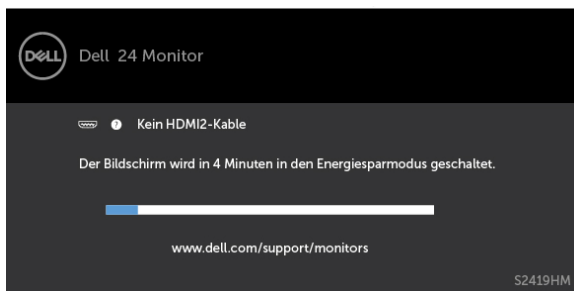 DELL
Dell 24 Monitor
Kein HDMI2-Kable
Der Bildschirm wird in 4 Minuten in den Energiesparmodus geschaltet.
www.dell.com/support/monitors
S2419HM